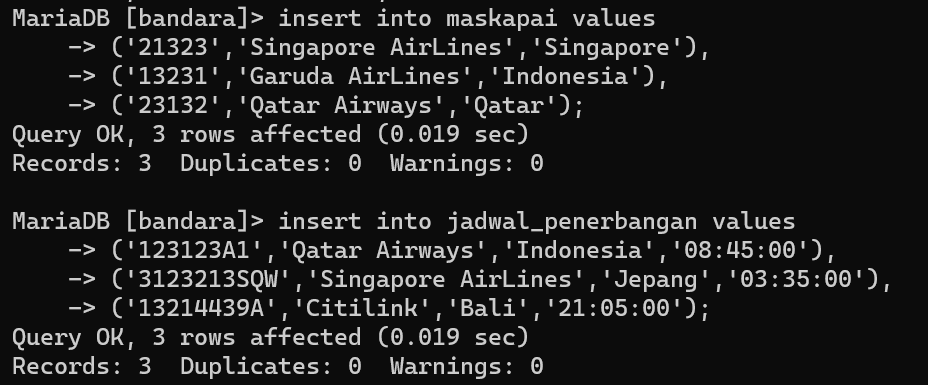 MariaDB [bandara]> insert into maskapai values
    -> ('21323','Singapore AirLines','Singapore'),
    -> ('13231','Garuda AirLines','Indonesia'),
    -> ('23132','Qatar Airways','Qatar');
Query OK, 3 rows affected (0.019 sec)
Records: 3  Duplicates: 0  Warnings: 0

MariaDB [bandara]> insert into jadwal_penerbangan values
    -> ('123123A1','Qatar Airways','Indonesia','08:45:00'),
    -> ('3123213SQW','Singapore AirLines','Jepang','03:35:00'),
    -> ('13214439A','Citilink','Bali','21:05:00');
Query OK, 3 rows affected (0.019 sec)
Records: 3  Duplicates: 0  Warnings: 0